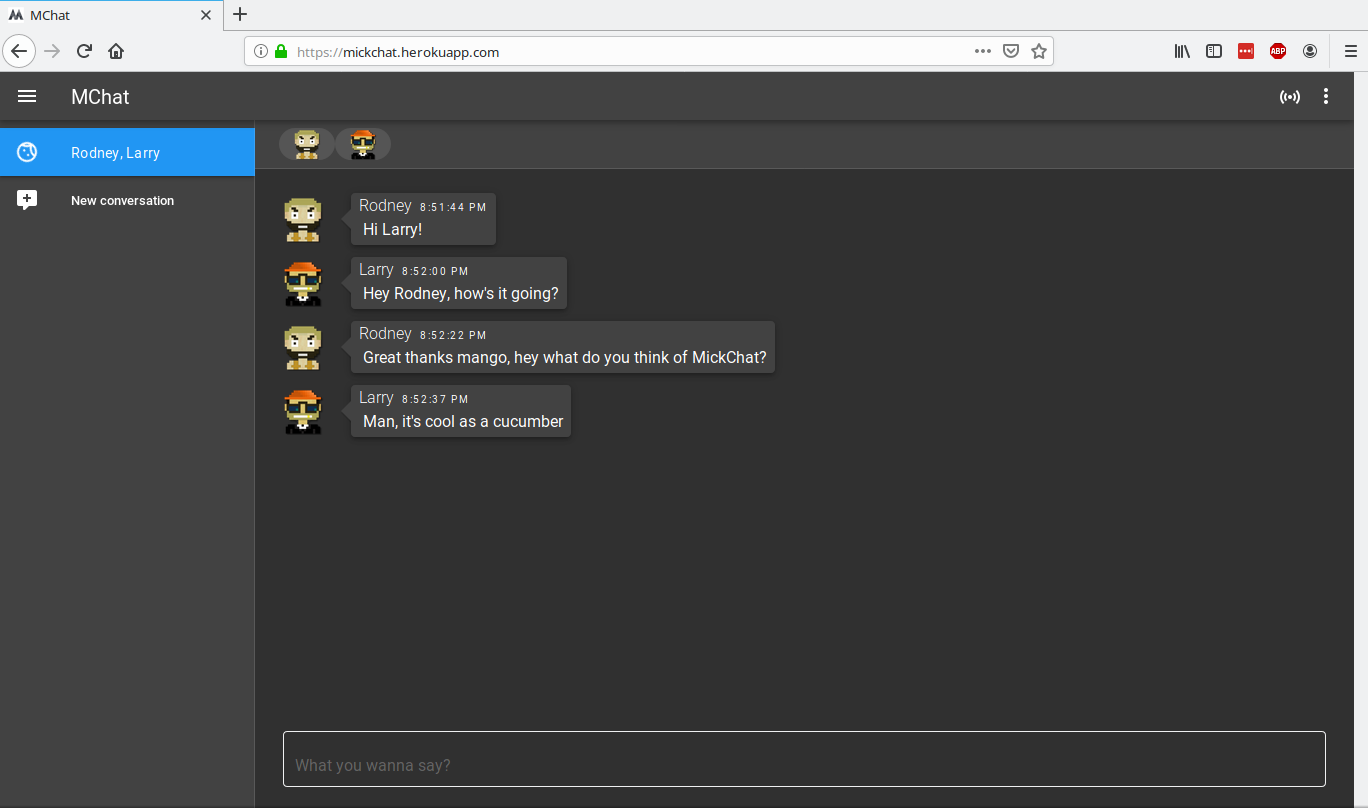 MChat
https://mickchat.herokuapp.com
ABP
MChat
Rodney, Larry
New conversation
Rodney 8:51:44 PM
Hi Larry!
Larry 8:52:00 PM
Hey Rodney, how's it going?
Rodney 8:52:22 PM
Great thanks mango, hey what do you think of MickChat?
Larry 8:52:37 PM
Man, it's cool as a cucumber
What you wanna say?